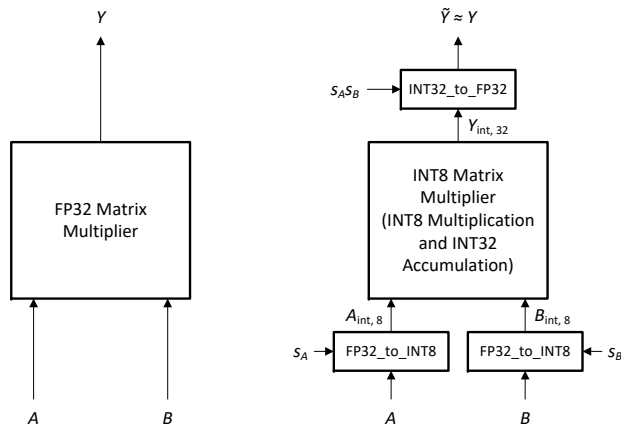 Y
FP32 Matrix
Multiplier
A
B
Ỹ ≈ Y
INT32_to_FP32
s_As_B
Y_int, 32
INT8 Matrix
Multiplier
(INT8 Multiplication
and INT32
Accumulation)
A_int, 8
B_int, 8
s_A
FP32_to_INT8
FP32_to_INT8
s_B
A
B